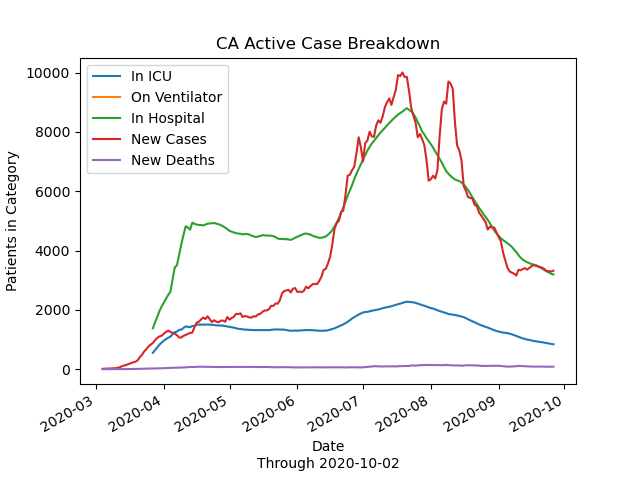 CA Active Case Breakdown
In ICU
On Ventilator
In Hospital
New Cases
New Deaths
Patients in Category
10000
8000
6000
4000
2000
0
2020-03
2020-04
2020-05
2020-06
2020-07
2020-08
2020-09
2020-10
Date
Through 2020-10-02